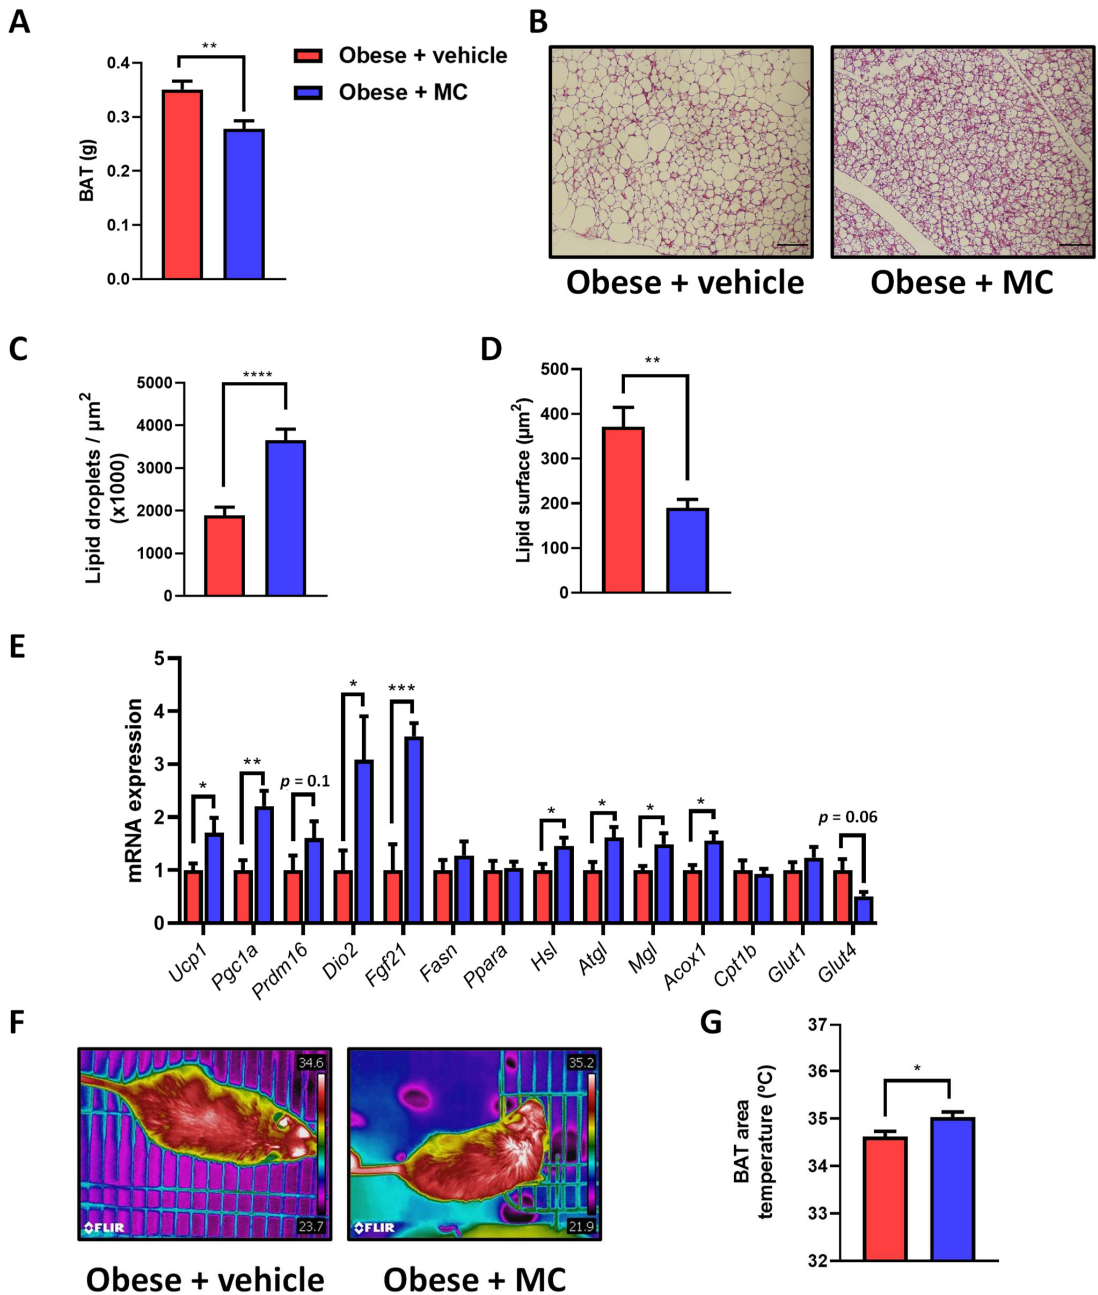 A
**
BAT (g)
0.4
0.3
0.2
0.1
0.0
Obese + vehicle
Obese + MC
B
Obese + vehicle
Obese + MC
C
****
Lipid droplets / µm²
(x1000)
5000
4000
3000
2000
1000
0
D
**
Lipid surface (µm²)
500
400
300
200
100
0
E
mRNA expression
5
4
3
2
1
0
*
**
p = 0.1
*
***
*
*
*
*
p = 0.06
Ucp1
Pgc1a
Prdm16
Dio2
Fgf21
Fasn
Ppara
Hsl
Atgl
Mgl
Acox1
Cpt1b
Glut1
Glut4
F
34.6
23.7
FLIR
35.2
21.9
FLIR
Obese + vehicle
Obese + MC
G
*
BAT area
temperature (ºC)
37
36
35
34
33
32